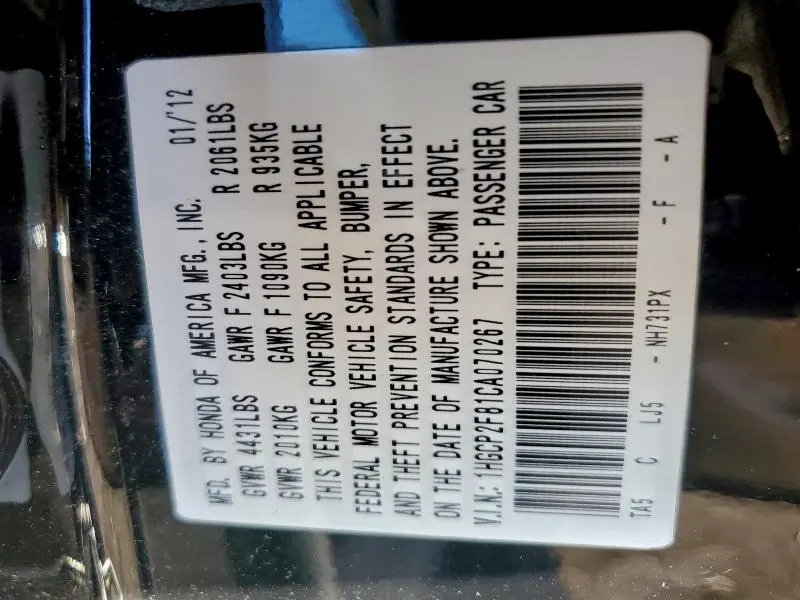 MFD. BY HONDA OF AMERICA MFG., INC. 01/'12
GVWR 4431LBS GAWR F 2403LBS R 2061LBS
GVWR 2010KG GAWR F 1090KG R 935KG
THIS VEHICLE CONFORMS TO ALL APPLICABLE
FEDERAL MOTOR VEHICLE SAFETY, BUMPER,
AND THEFT PREVENTION STANDARDS IN EFFECT
ON THE DATE OF MANUFACTURE SHOWN ABOVE.
V.I.N.: 1HGCP2F81CA070267 TYPE: PASSENGER CAR
TA5 C LJ5 - NH731PX - F - A